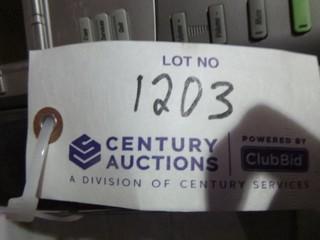 LOT NO
1203
CENTURY
AUCTIONS
POWERED BY
ClubBid
A DIVISION OF CENTURY SERVICES